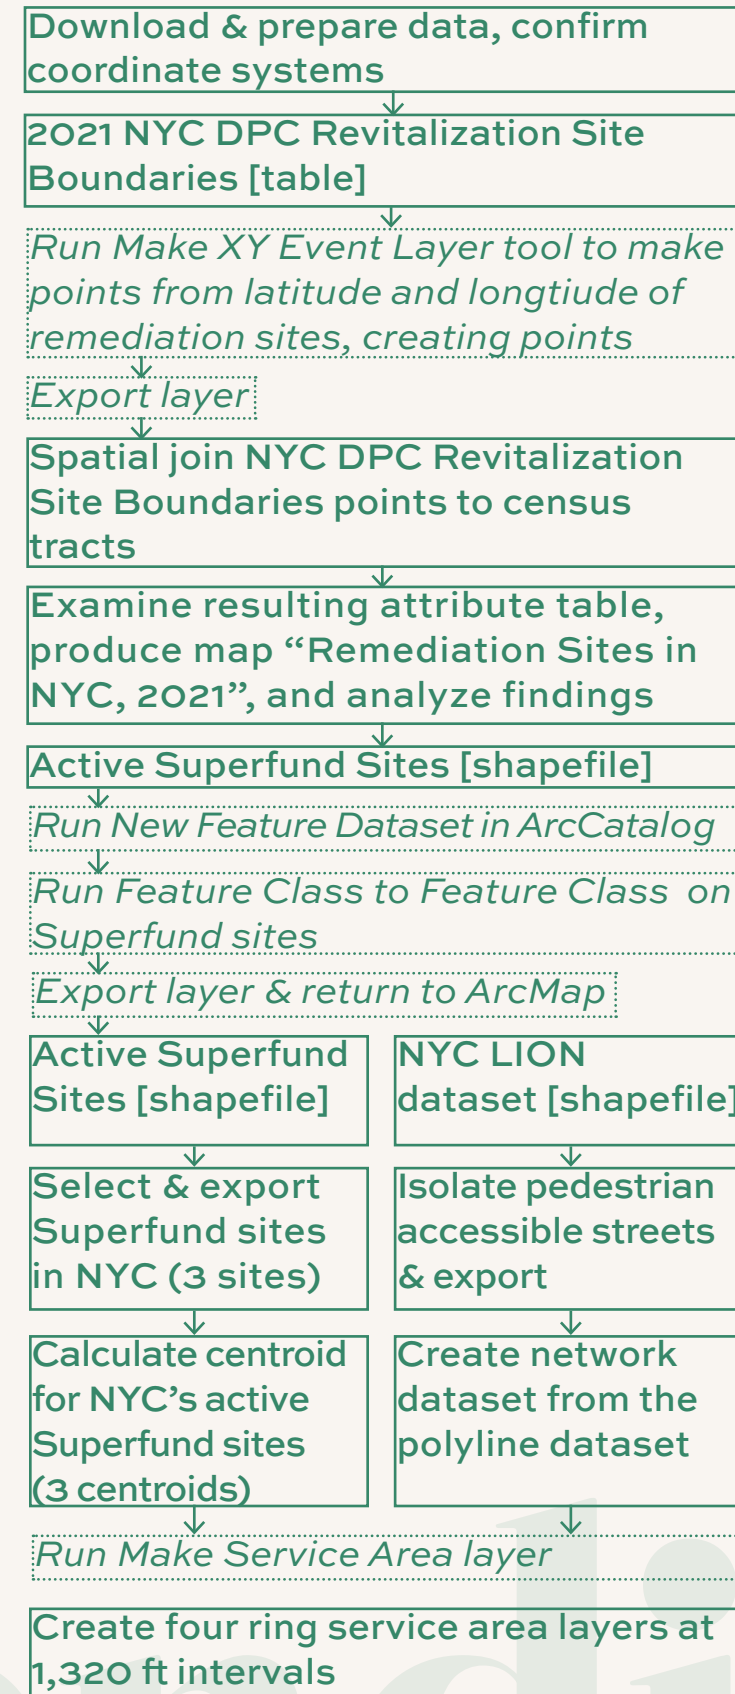 Download & prepare data, confirm
coordinate systems
2021 NYC DPC Revitalization Site
Boundaries [table]
Run Make XY Event Layer tool to make
points from latitude and longtiude of
remediation sites, creating points
Export layer
Spatial join NYC DPC Revitalization
Site Boundaries points to census
tracts
Examine resulting attribute table,
produce map “Remediation Sites in
NYC, 2021”, and analyze findings
Active Superfund Sites [shapefile]
Run New Feature Dataset in ArcCatalog
Run Feature Class to Feature Class on
Superfund sites
Export layer & return to ArcMap
Active Superfund
Sites [shapefile]
Select & export
Superfund sites
in NYC (3 sites)
Calculate centroid
for NYC’s active
Superfund sites
(3 centroids)
NYC LION
dataset [shapefile]
Isolate pedestrian
accessible streets
& export
Create network
dataset from the
polyline dataset
Run Make Service Area layer
Create four ring service area layers at
1,320 ft intervals